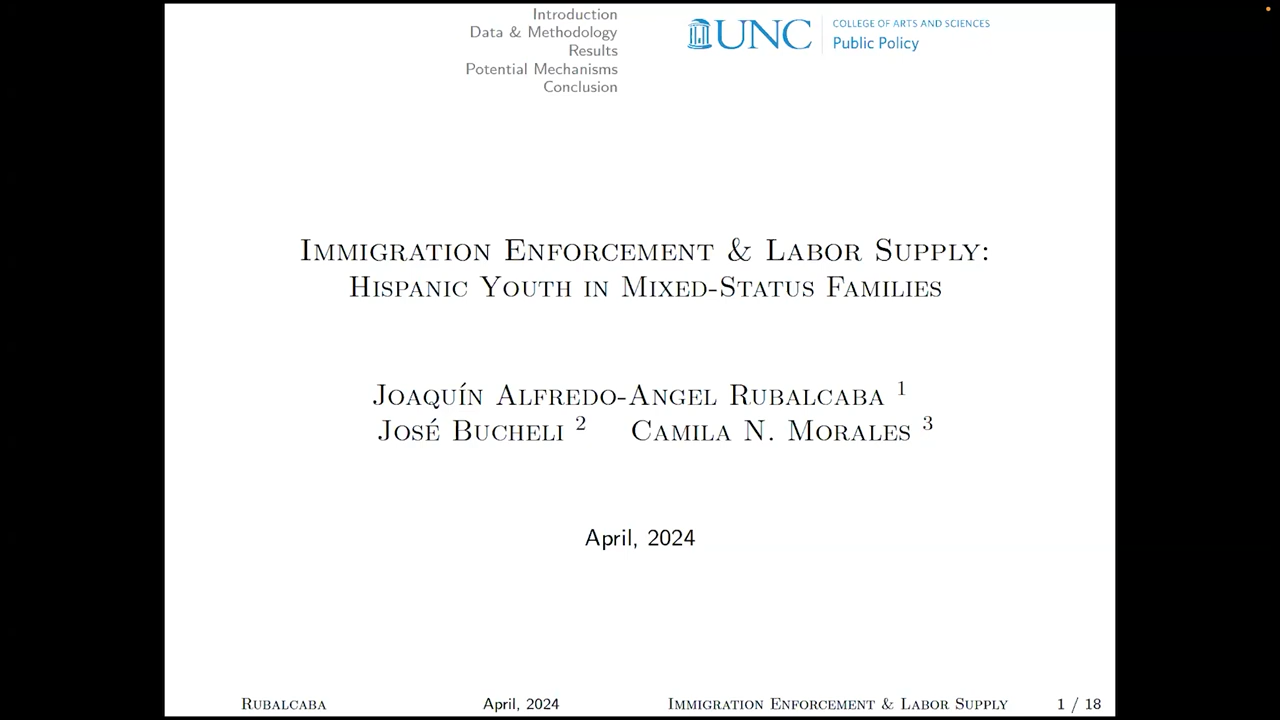 Introduction
Data & Methodology
Results
Potential Mechanisms
Conclusion
UNC
COLLEGE OF ARTS AND SCIENCES
Public Policy
IMMIGRATION ENFORCEMENT & LABOR SUPPLY:
HISPANIC YOUTH IN MIXED-STATUS FAMILIES
JOAQUÍN ALFREDO-ANGEL RUBALCABA 1
JOSÉ BUCHELI 2 CAMILA N. MORALES 3
April, 2024
RUBALCABA April, 2024 IMMIGRATION ENFORCEMENT & LABOR SUPPLY 1 / 18